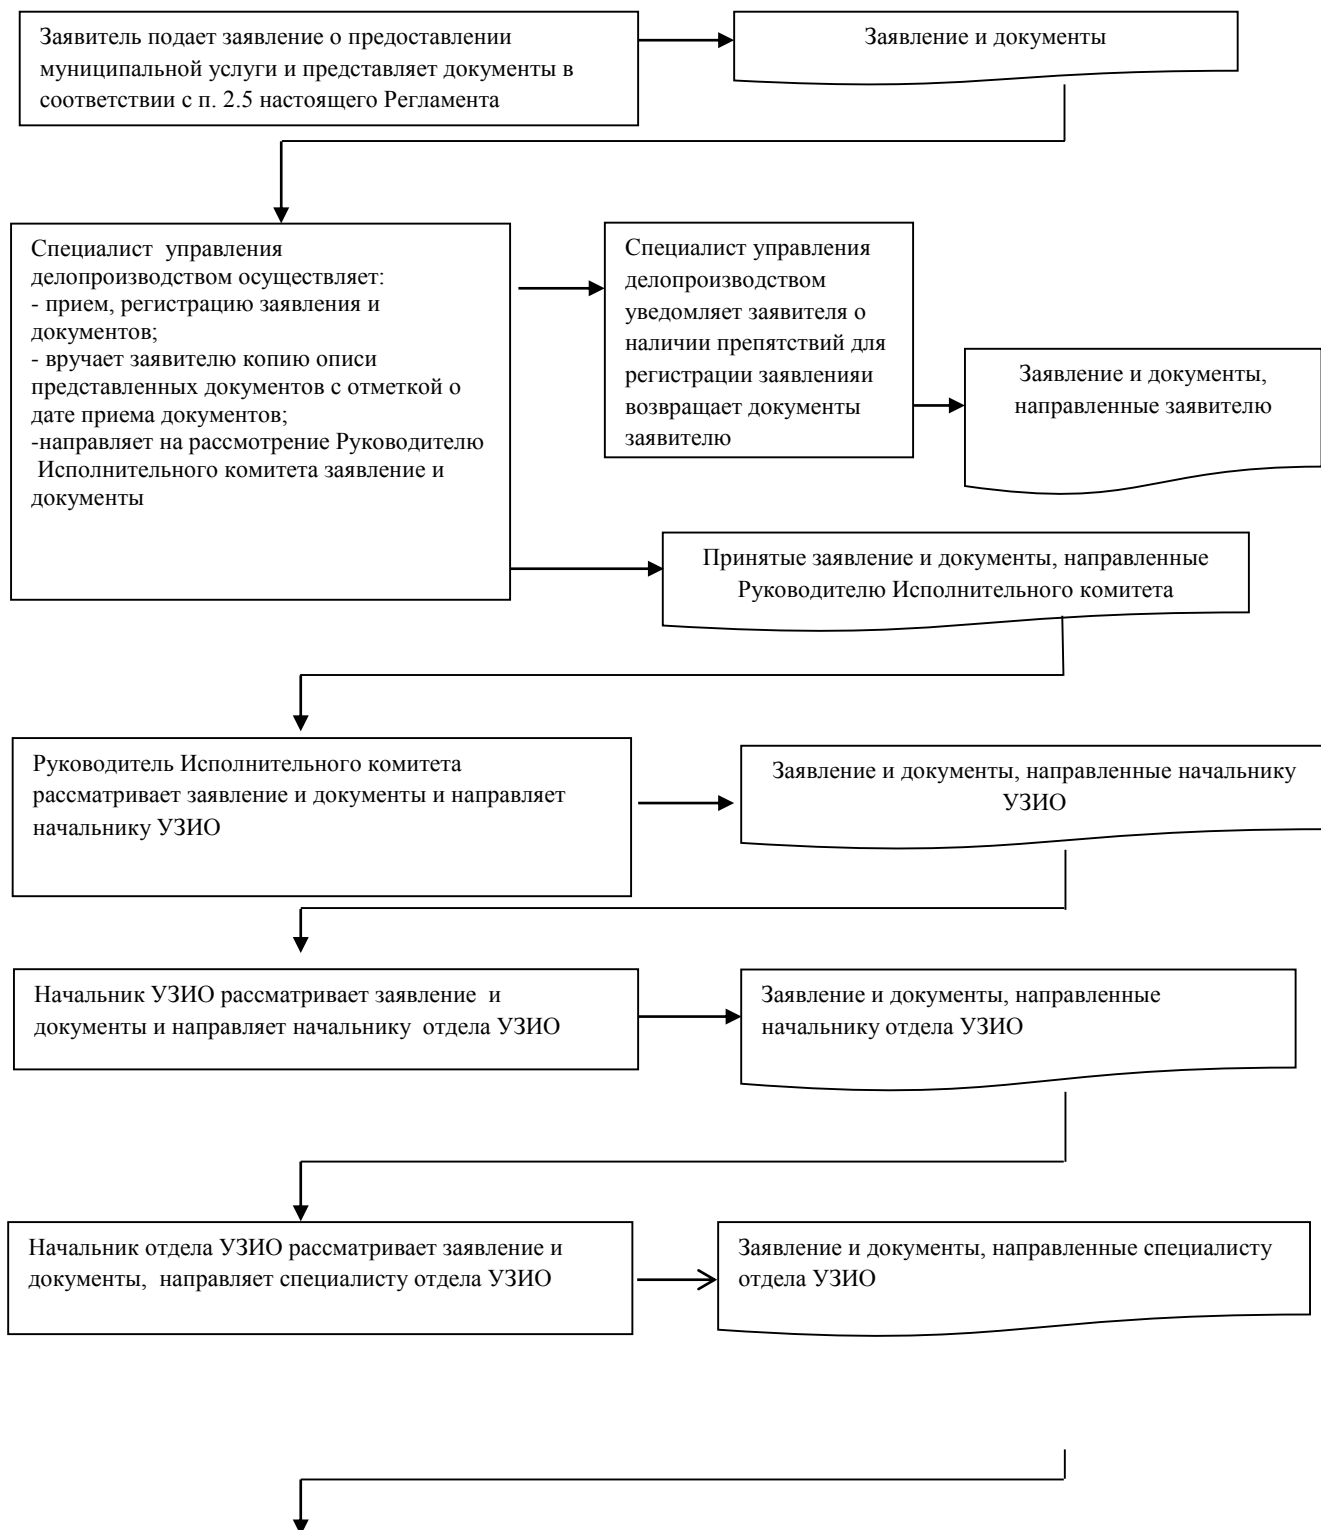 Заявитель подает заявление о предоставлении
муниципальной услуги и представляет документы в
соответствии с п. 2.5 настоящего Регламента
Заявление и документы
Специалист  управления
делопроизводством осуществляет:
- прием, регистрацию заявления и
документов;
- вручает заявителю копию описи
представленных документов с отметкой о
дате приема документов;
-направляет на рассмотрение Руководителю
Исполнительного комитета заявление и
документы
Специалист управления
делопроизводством
уведомляет заявителя о
наличии препятствий для
регистрации заявленияи
возвращает документы
заявителю
Заявление и документы,
направленные заявителю
Принятые заявление и документы, направленные
Руководителю Исполнительного комитета
Руководитель Исполнительного комитета
рассматривает заявление и документы и направляет
начальнику УЗИО
Заявление и документы, направленные начальнику
УЗИО
Начальник УЗИО рассматривает заявление  и
документы и направляет начальнику  отдела УЗИО
Заявление и документы, направленные
начальнику отдела УЗИО
Начальник отдела УЗИО рассматривает заявление и
документы,  направляет специалисту отдела УЗИО
Заявление и документы, направленные специалисту
отдела УЗИО